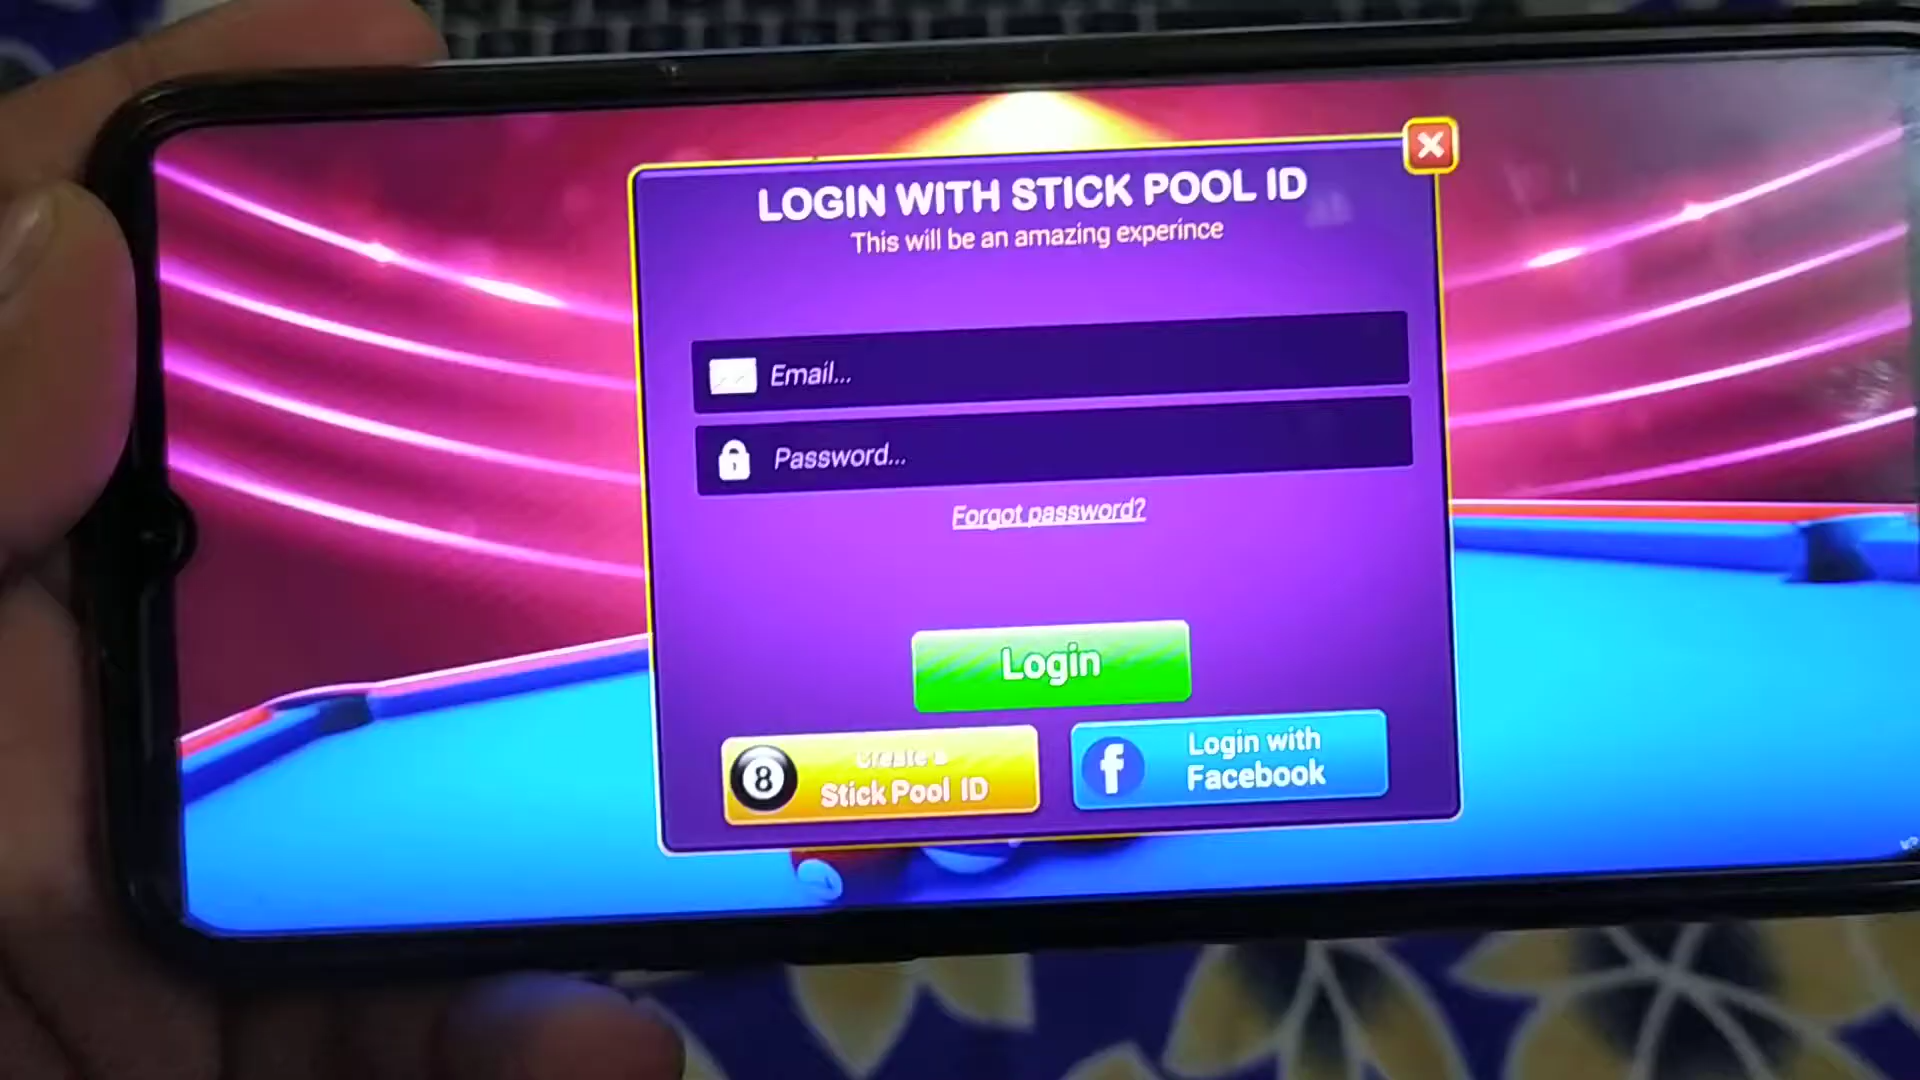 LOGIN WITH STICK POOL ID
This will be an amazing experince
Email...
Password...
Forgot password?
Login
8
Create a
Stick Pool ID
f
Login with
Facebook